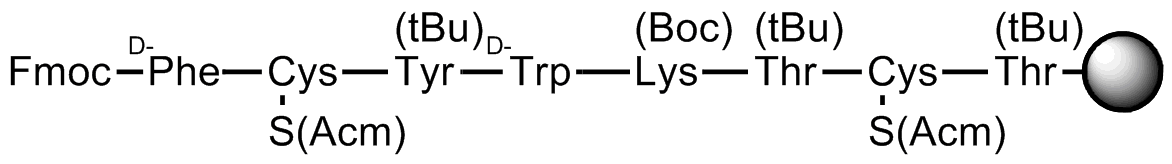 (tBu) (Boc) (tBu) (tBu)
Fmoc D-Phe Cys Tyr D-Trp Lys Thr Cys Thr
S(Acm) S(Acm)